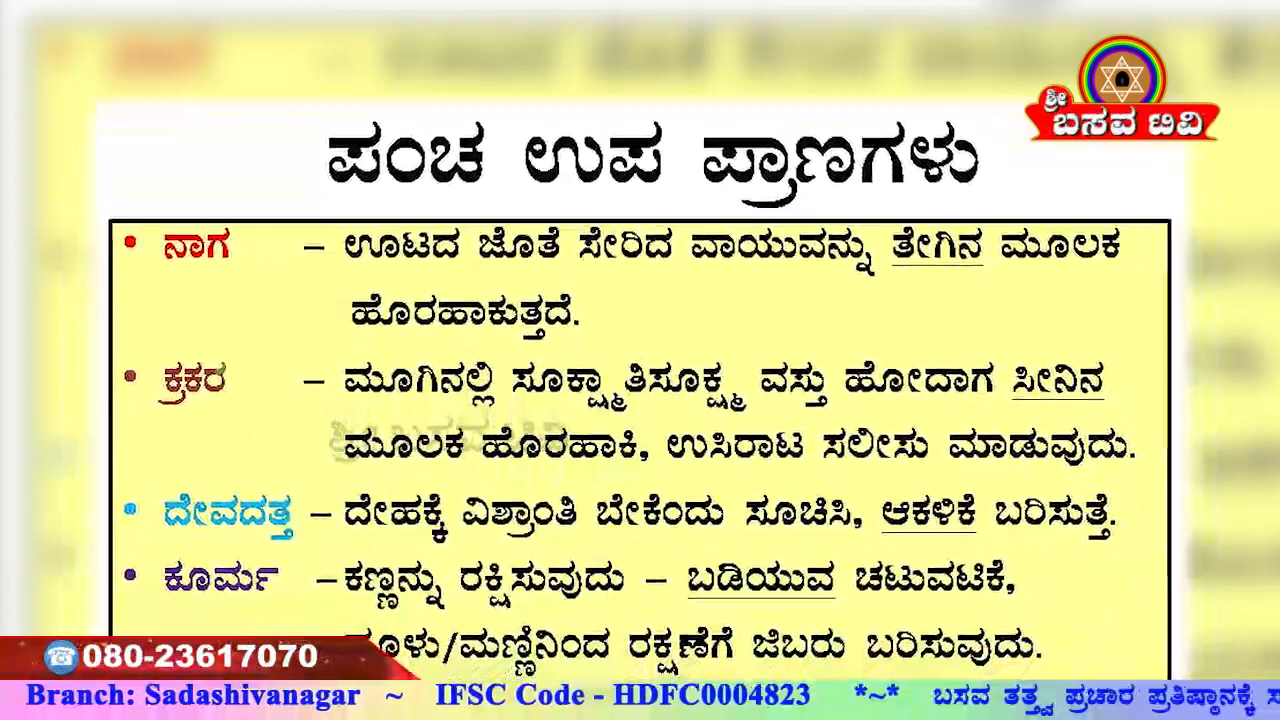 ಶ್ರೀ
ಬಸವ ಟಿವಿ
ಪಂಚ ಉಪ ಪ್ರಾಣಗಳು
• ನಾಗ – ಊಟದ ಜೊತೆ ಸೇರಿದ ವಾಯುವನ್ನು ತೇಗಿನ ಮೂಲಕ
ಹೊರಹಾಕುತ್ತದೆ.
• ಕ್ರಕರ – ಮೂಗಿನಲ್ಲಿ ಸೂಕ್ಷ್ಮಾತಿಸೂಕ್ಷ್ಮ ವಸ್ತು ಹೋದಾಗ ಸೀನಿನ
ಮೂಲಕ ಹೊರಹಾಕಿ, ಉಸಿರಾಟ ಸಲೀಸು ಮಾಡುವುದು.
• ದೇವದತ್ತ – ದೇಹಕ್ಕೆ ವಿಶ್ರಾಂತಿ ಬೇಕೆಂದು ಸೂಚಿಸಿ, ಆಕಳಿಕೆ ಬರಿಸುತ್ತೆ.
• ಕೂರ್ಮ – ಕಣ್ಣನ್ನು ರಕ್ಷಿಸುವುದು – ಬಡಿಯುವ ಚಟುವಟಿಕೆ,
/ಮಣ್ಣಿನಿಂದ ರಕ್ಷಣೆಗೆ ಜಿಬರು ಬರಿಸುವುದು.
080-23617070
Branch: Sadashivanagar ~ IFSC Code - HDFC0004823 *~* ಬಸವ ತತ್ತ್ವ ಪ್ರಚಾರ ಪ್ರತಿಷ್ಠಾನಕ್ಕೆ